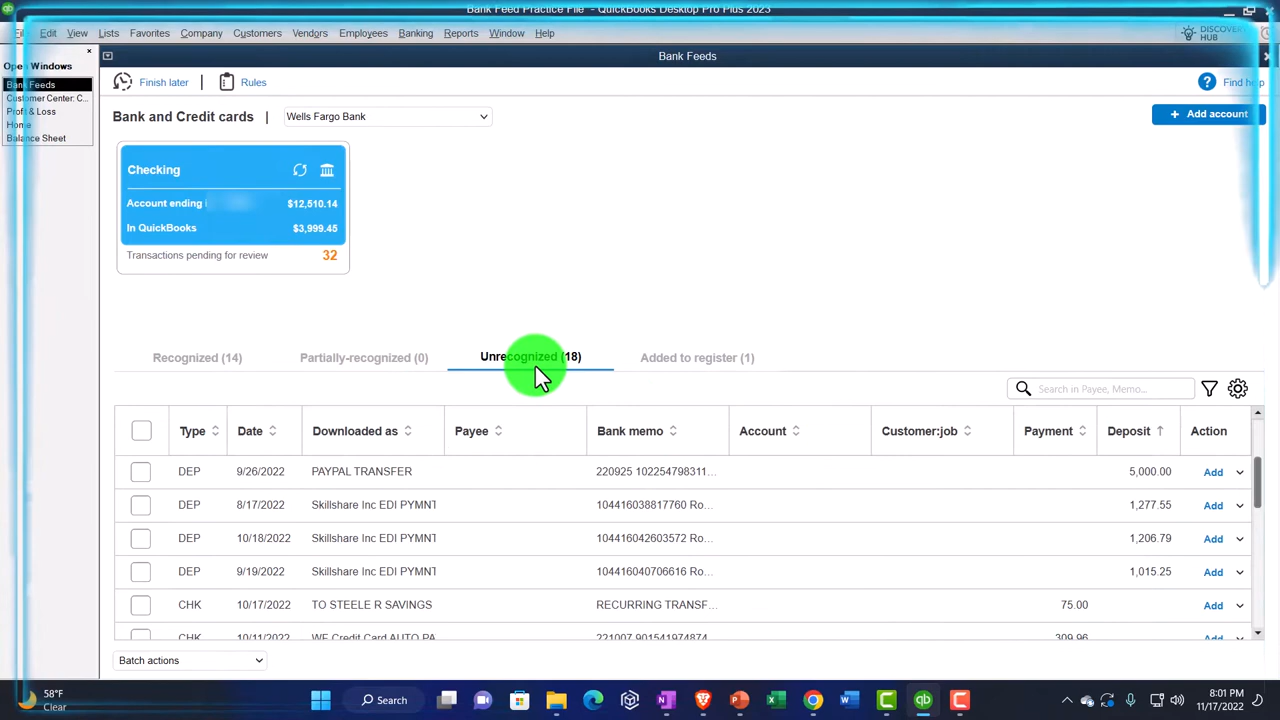 Bank Feed Practice File - QuickBooks Desktop Pro Plus 2023
File Edit View Lists Favorites Company Customers Vendors Employees Banking Reports Window Help
DISCOVER
HUB
Open Windows
Bank Feeds
Customer Center: C...
Profit & Loss
Home
Balance Sheet
Bank Feeds
Finish later | Rules
Find help
Bank and Credit cards | Wells Fargo Bank
+ Add account
Checking
Account ending $12,510.14
In QuickBooks $3,999.45
Transactions pending for review 32
Recognized (14) Partially-recognized (0) Unrecognized (18) Added to register (1)
Search in Payee, Memo...
Type Date Downloaded as Payee Bank memo Account Customer:job Payment Deposit Action
DEP 9/26/2022 PAYPAL TRANSFER 220925 102254798311... 5,000.00 Add
DEP 8/17/2022 Skillshare Inc EDI PYMNT 104416038817760 Ro... 1,277.55 Add
DEP 10/18/2022 Skillshare Inc EDI PYMNT 104416042603572 Ro... 1,206.79 Add
DEP 9/19/2022 Skillshare Inc EDI PYMNT 104416040706616 Ro... 1,015.25 Add
CHK 10/17/2022 TO STEELE R SAVINGS RECURRING TRANSF... 75.00 Add
CHK 10/11/2022 WF Credit Card AUTO PA 221007 901541974874 309.96 Add
Batch actions
58°F
Clear
Search
8:01 PM
11/17/2022